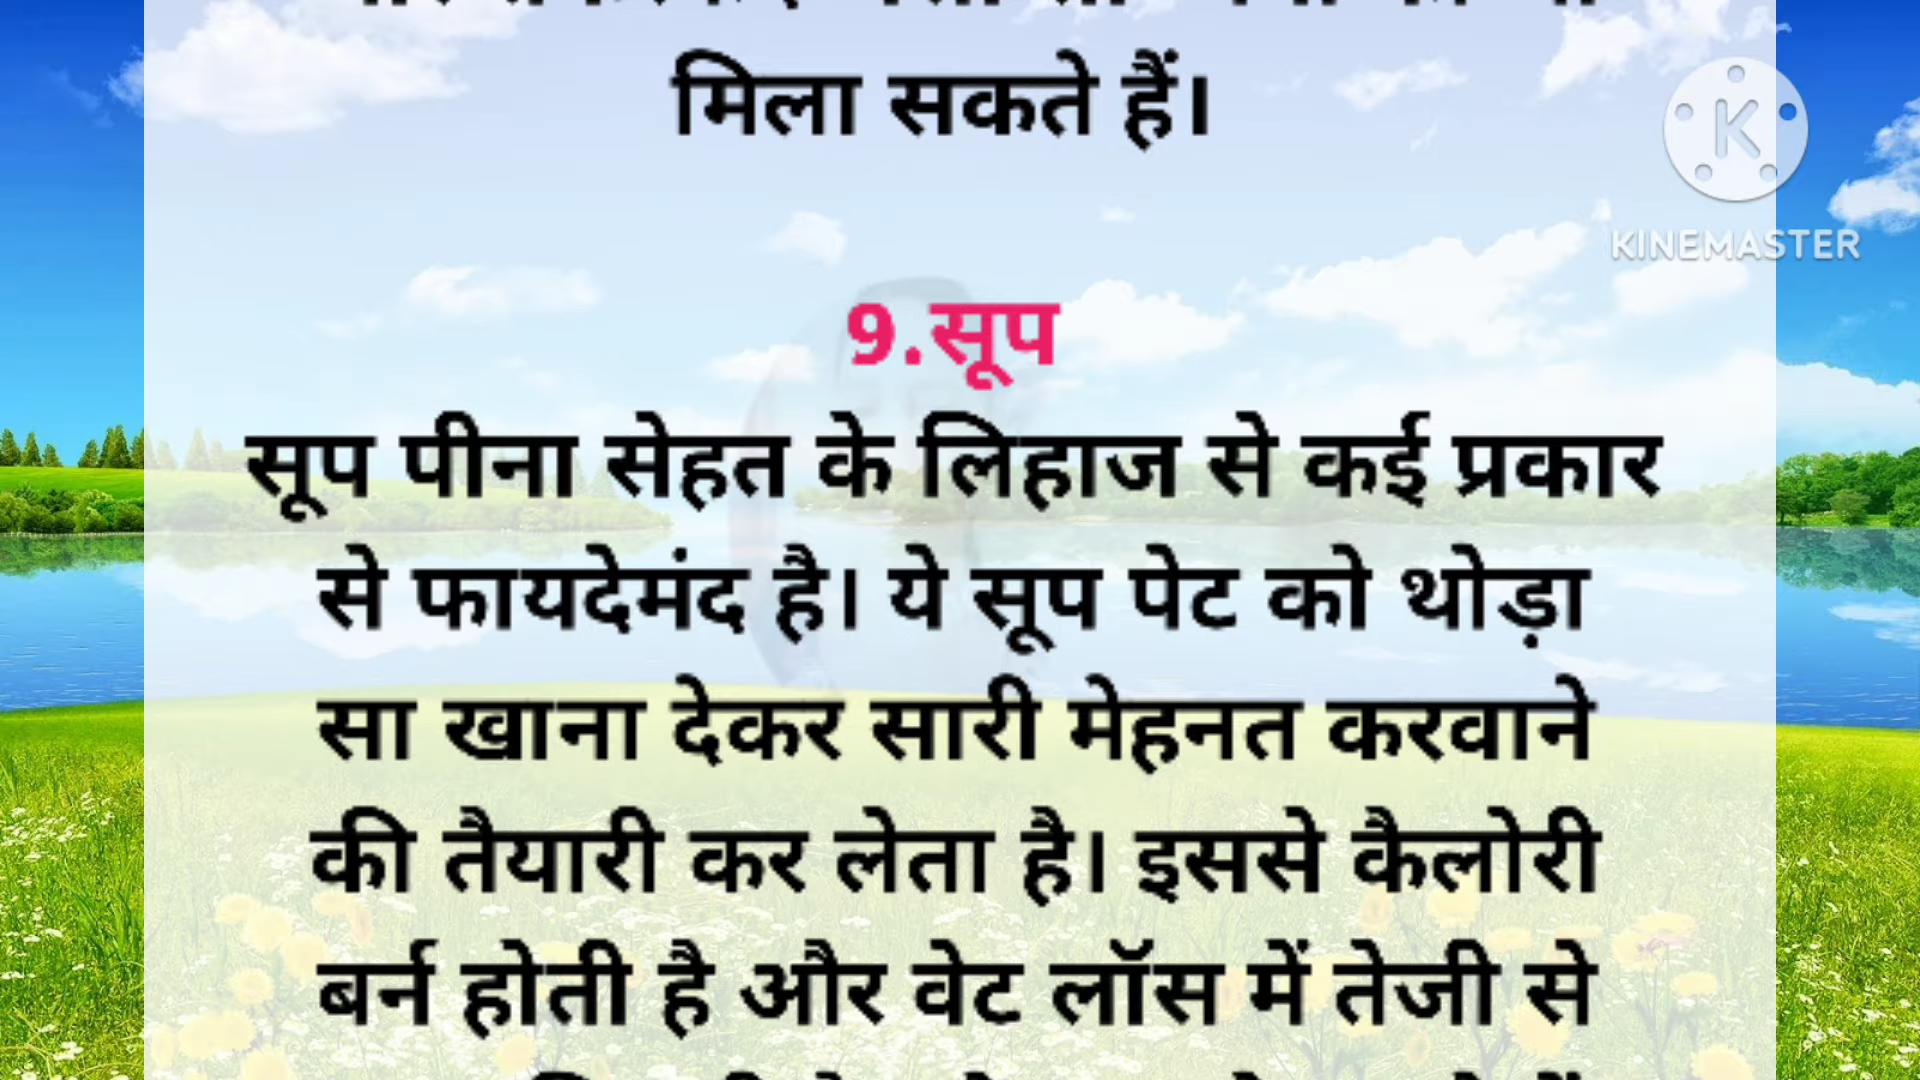 मिला सकते हैं।
KINEMASTER
9.सूप
सूप पीना सेहत के लिहाज से कई प्रकार
से फायदेमंद है। ये सूप पेट को थोड़ा
सा खाना देकर सारी मेहनत करवाने
की तैयारी कर लेता है। इससे कैलोरी
बर्न होती है और वेट लॉस में तेजी से